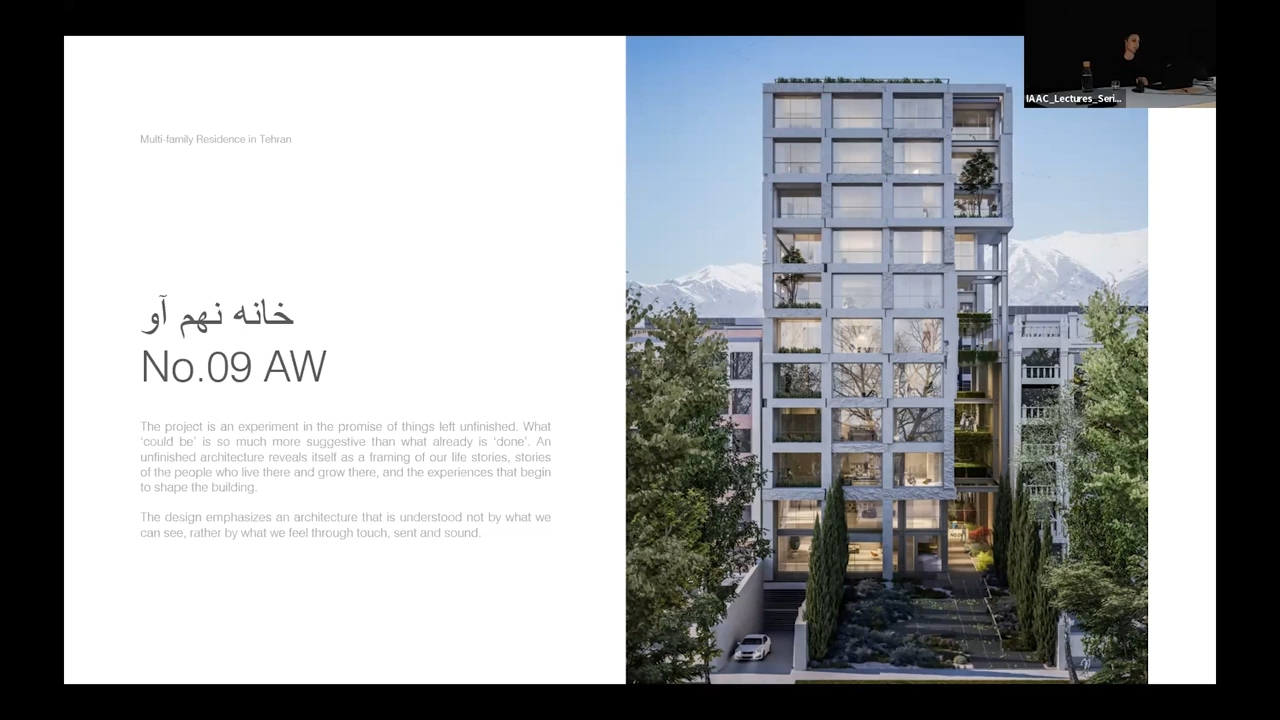 Multi-family Residence in Tehran
خانه نهم آو
No.09 AW
The project is an experiment in the promise of things left unfinished. What
‘could be’ is so much more suggestive than what already is ‘done’. An
unfinished architecture reveals itself as a framing of our life stories, stories
of the people who live there and grow there, and the experiences that begin
to shape the building.
The design emphasizes an architecture that is understood not by what we
can see, rather by what we feel through touch, sent and sound.
IAAC_Lectures_Seri...